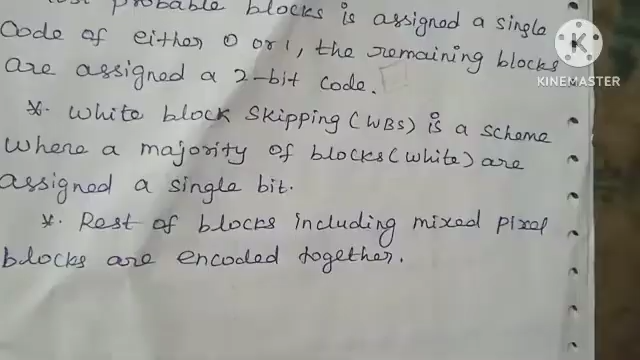 probable blocks is assigned a single
code of either 0 or 1, the remaining blocks
are assigned a 2-bit code.
*. White block skipping (WBS) is a scheme
where a majority of blocks (white) are
assigned a single bit.
*. Rest of blocks including mixed pixel
blocks are encoded together.
K
KINEMASTER